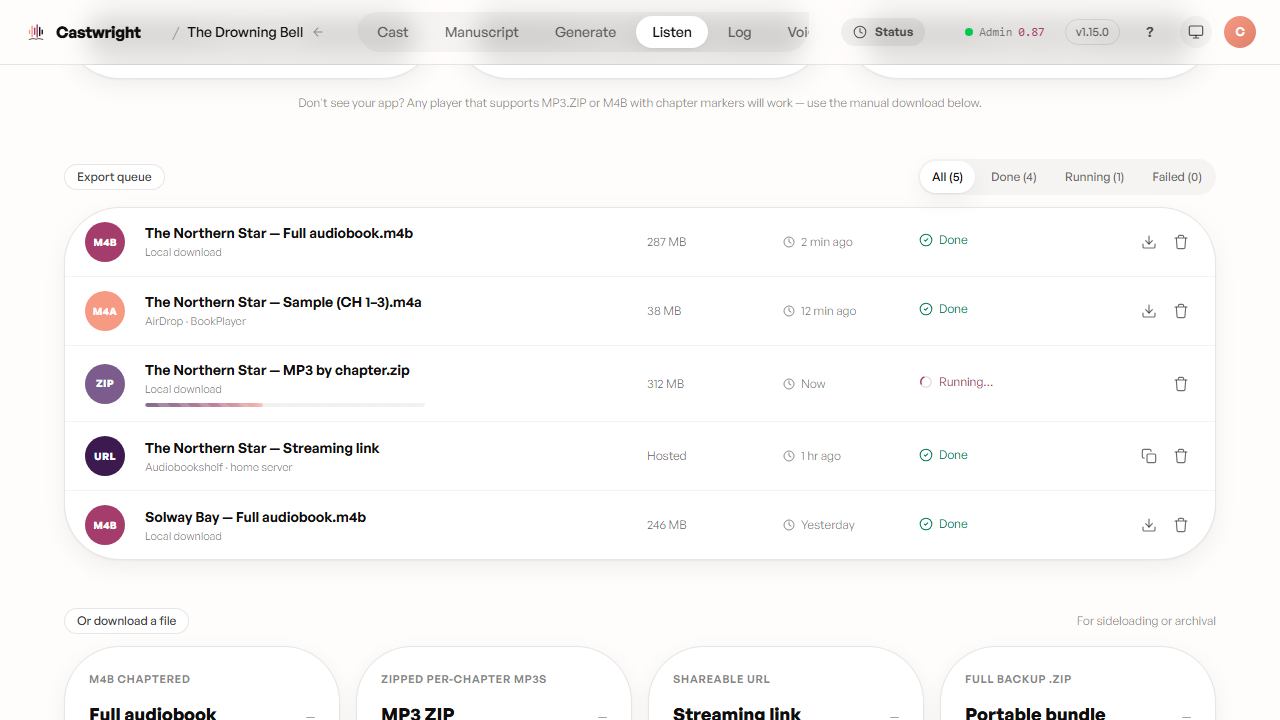 Castwright / The Drowning Bell ← Cast Manuscript Generate Listen Log Voi Status Admin 0.87 v1.15.0 ? C
Don't see your app? Any player that supports MP3.ZIP or M4B with chapter markers will work — use the manual download below.
Export queue All (5) Done (4) Running (1) Failed (0)
M4B The Northern Star — Full audiobook.m4b
Local download
287 MB 2 min ago Done
M4A The Northern Star — Sample (CH 1–3).m4a
AirDrop · BookPlayer
38 MB 12 min ago Done
ZIP The Northern Star — MP3 by chapter.zip
Local download
312 MB Now Running...
URL The Northern Star — Streaming link
Audiobookshelf · home server
Hosted 1 hr ago Done
M4B Solway Bay — Full audiobook.m4b
Local download
246 MB Yesterday Done
Or download a file For sideloading or archival
M4B CHAPTERED ZIPPED PER-CHAPTER MP3S SHAREABLE URL FULL BACKUP .ZIP
Full audiobook — MP3 ZIP — Streaming link — Portable bundle —